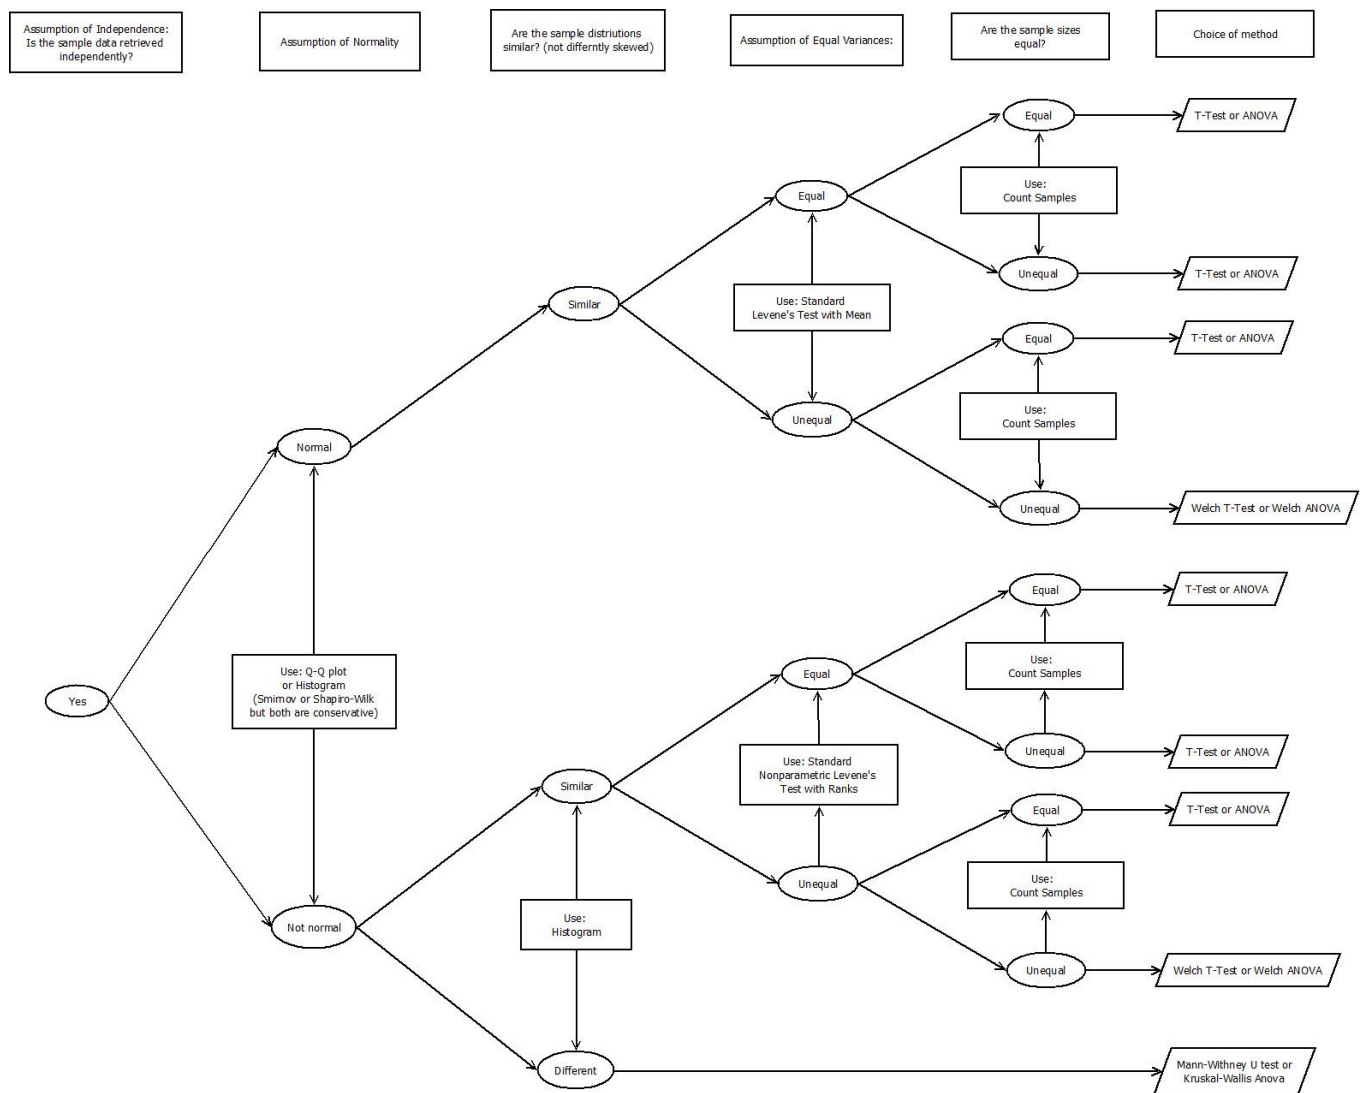 Assumption of Independence:
Is the sample data retrieved
independently?
Assumption of Normality
Are the sample distriutions
similar? (not differntly skewed)
Assumption of Equal Variances:
Are the sample sizes
equal?
Choice of method
Equal
T-Test or ANOVA
Use:
Count Samples
Equal
Unequal
T-Test or ANOVA
Similar
Use: Standard
Levene's Test with Mean
Equal
T-Test or ANOVA
Use:
Count Samples
Unequal
Normal
Unequal
Welch T-Test or Welch ANOVA
Equal
T-Test or ANOVA
Use:
Count Samples
Use: Q-Q plot
or Histogram
(Smirnov or Shapiro-Wilk
but both are conservative)
Equal
Yes
Unequal
T-Test or ANOVA
Use: Standard
Nonparametric Levene's
Test with Ranks
Similar
Equal
T-Test or ANOVA
Use:
Count Samples
Unequal
Use:
Histogram
Not normal
Unequal
Welch T-Test or Welch ANOVA
Different
Mann-Withney U test or
Kruskal-Wallis Anova